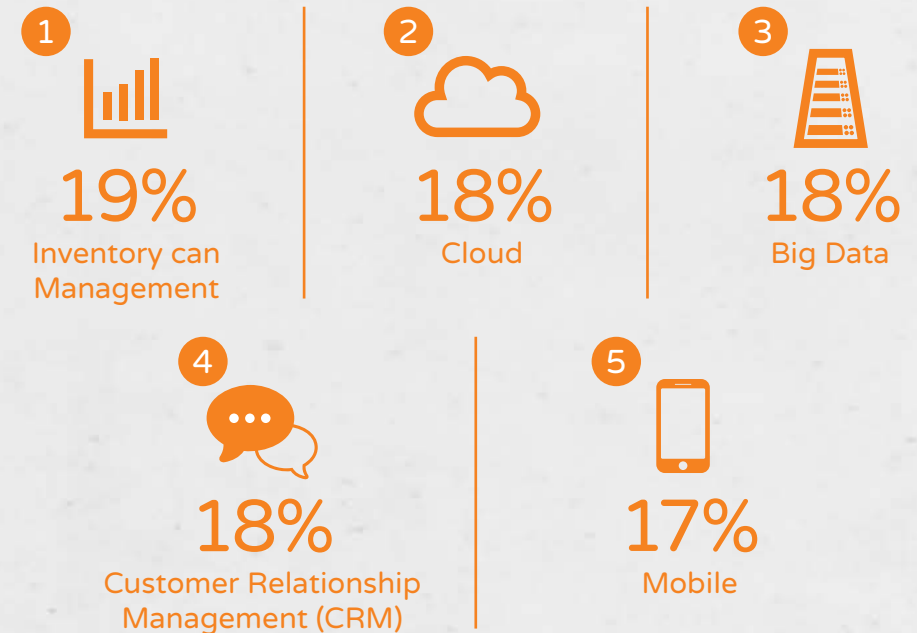 1
19%
Inventory can
Management
2
18%
Cloud
3
18%
Big Data
4
18%
Customer Relationship
Management (CRM)
5
17%
Mobile